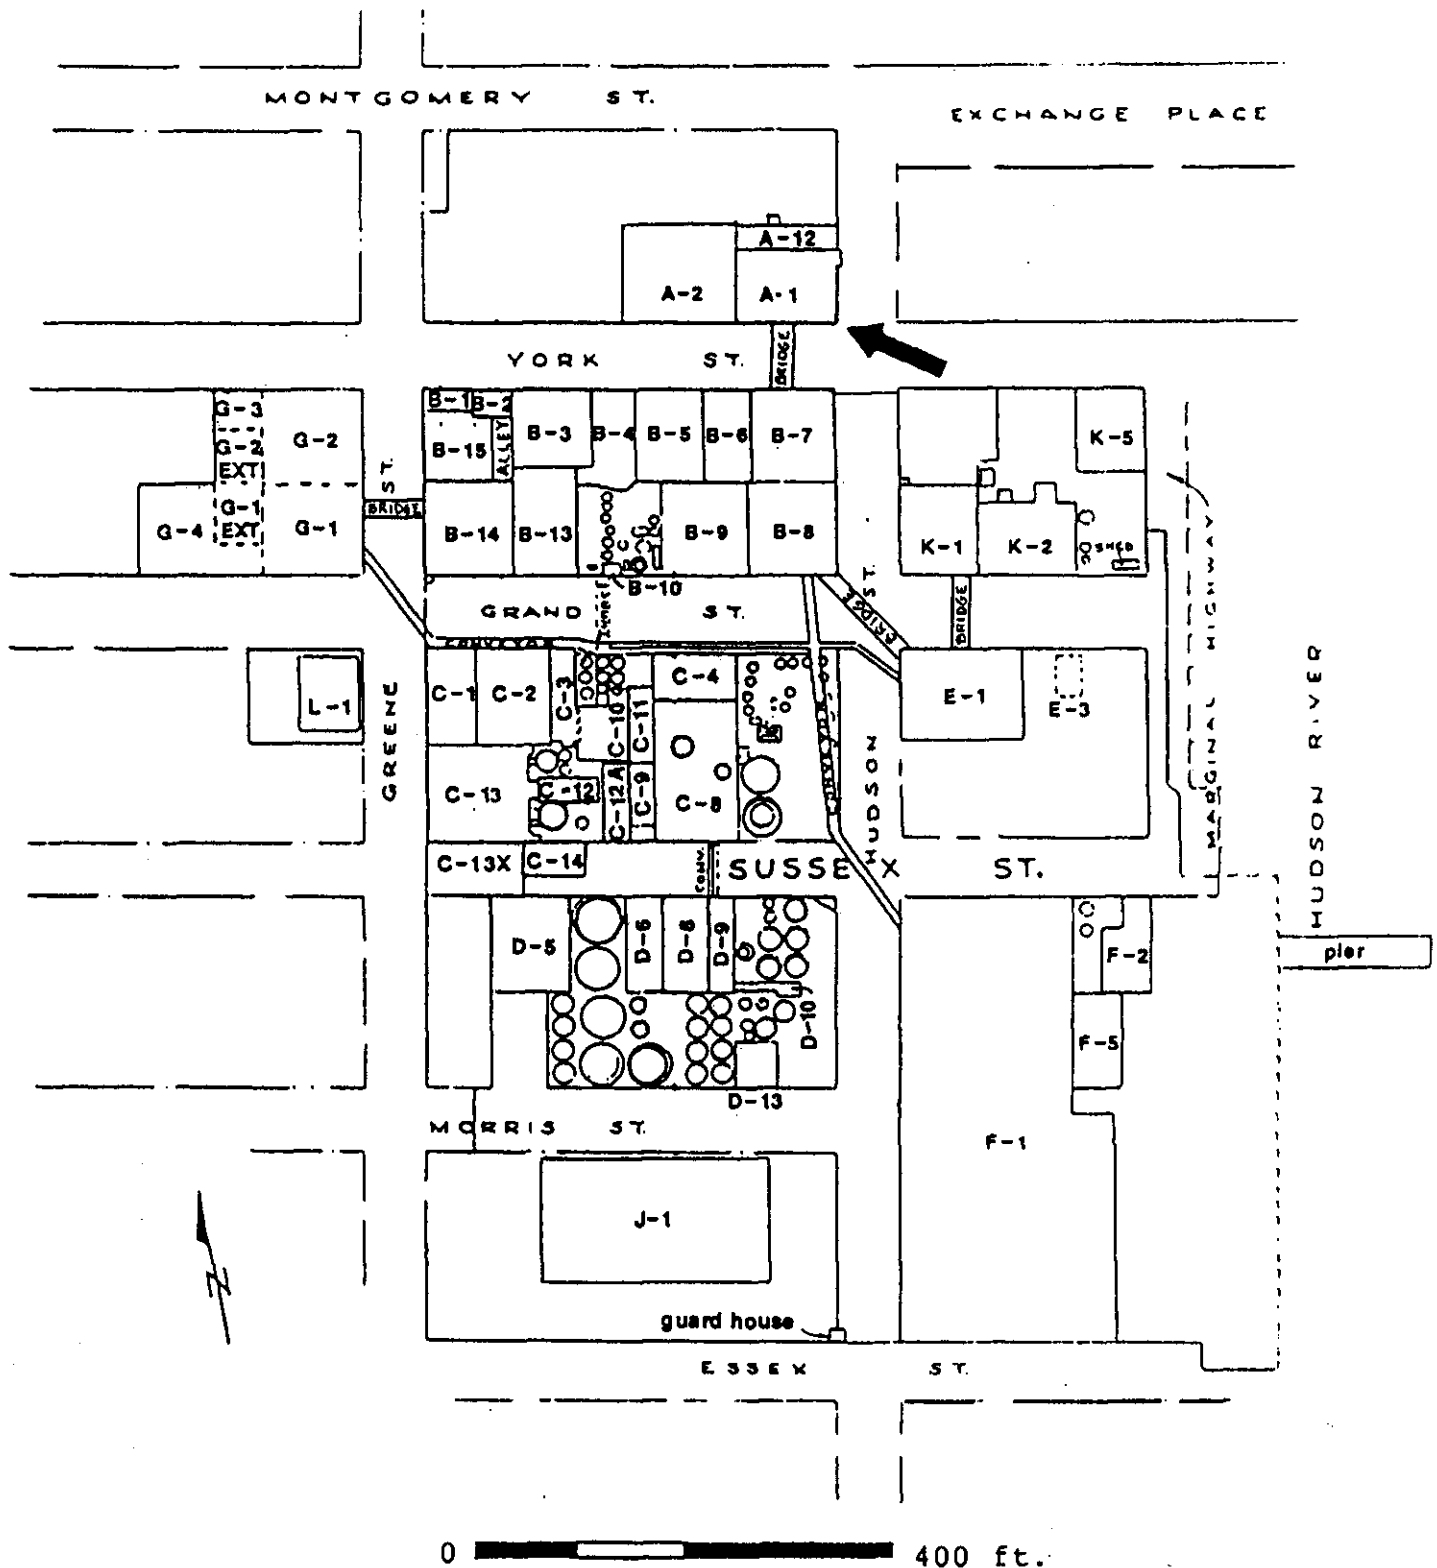 MONTGOMERY ST.
EXCHANGE PLACE
A-12
A-2
A-1
YORK ST.
BRIDGE
G-3
G-2
G-2
EXT
G-1
EXT
G-4
G-1
ST.
BRIDGE
B-1
B-2
B-15
ALLEY
B-3
B-4
B-5
B-6
B-7
B-14
B-13
B-9
B-8
B-10
K-5
K-1
K-2
SHED
MARGINAL HIGHWAY
HUDSON RIVER
GRAND ST.
CONVEYOR
BRIDGE
ST.
BRIDGE
L-1
GREENE
C-1
C-2
C-3
C-4
C-10
C-11
E-1
E-3
HUDSON
C-13
C-12
C-12A
C-9
C-8
C-13X
C-14
CONV.
SUSSEX ST.
D-5
D-6
D-8
D-9
D-10
D-13
F-2
pier
F-5
MORRIS ST.
F-1
J-1
N
guard house
ESSEX ST.
0 400 ft.